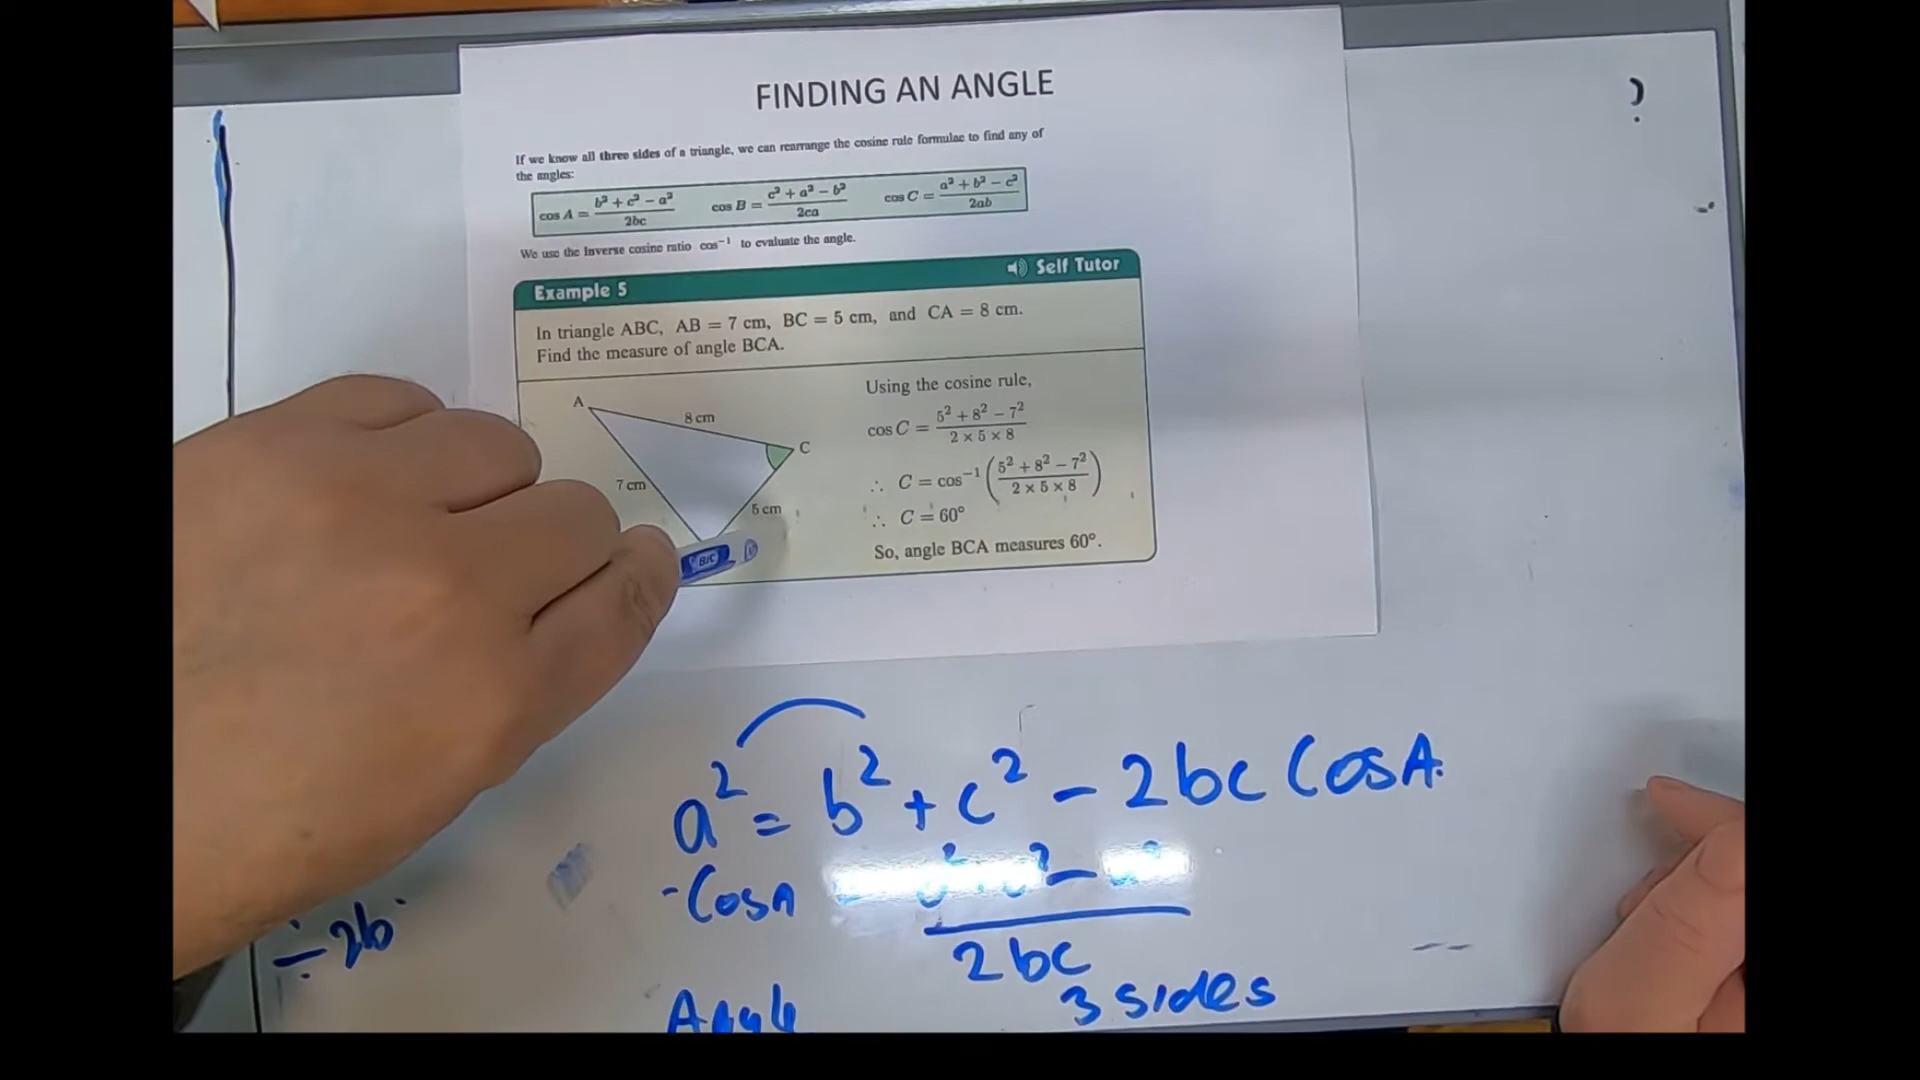 FINDING AN ANGLE
If we know all three sides of a triangle, we can rearrange the cosine rule formulae to find any of
the angles:
cos A = (b² + c² − a²)/2bc  cos B = (c² + a² − b²)/2ca  cos C = (a² + b² − c²)/2ab
We use the inverse cosine ratio cos⁻¹ to evaluate the angle.
Example 5  Self Tutor
In triangle ABC, AB = 7 cm, BC = 5 cm, and CA = 8 cm.
Find the measure of angle BCA.
A
8 cm
C
7 cm
5 cm
Using the cosine rule,
cos C = (5² + 8² − 7²)/(2 × 5 × 8)
∴ C = cos⁻¹((5² + 8² − 7²)/(2 × 5 × 8))
∴ C = 60°
So, angle BCA measures 60°.
BIC
a² = b² + c² − 2bc CosA.
-CosA
2bc
÷2b
Angle
3 sides